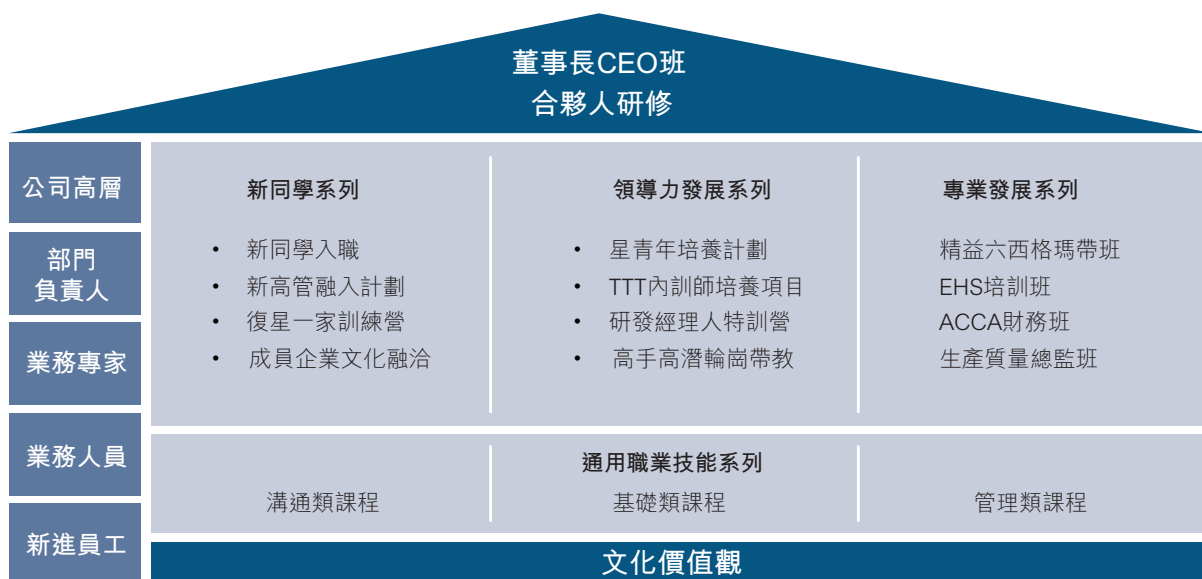 董事長CEO班
合夥人研修
公司高層
部門
負責人
業務專家
業務人員
新進員工
新同學系列
• 新同學入職
• 新高管融入計劃
• 復星一家訓練營
• 成員企業文化融洽
領導力發展系列
• 星青年培養計劃
• TTT內訓師培養項目
• 研發經理人特訓營
• 高手高潛輪崗帶教
專業發展系列
精益六西格瑪帶班
EHS培訓班
ACCA財務班
生產質量總監班
通用職業技能系列
溝通類課程
基礎類課程
管理類課程
文化價值觀